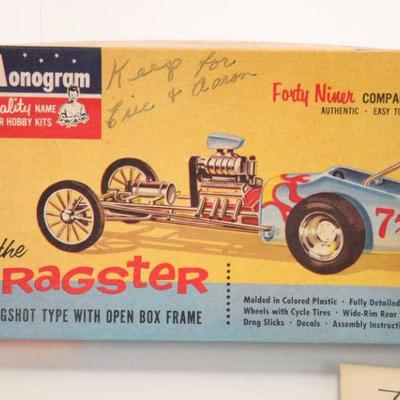 Monogram
Keep for
Eric & Aaron
NAME
HOBBY KITS
Forty Niner COMPA
AUTHENTIC · EASY TO
the
RAGSTER
GSHOT TYPE WITH OPEN BOX FRAME
Molded in Colored Plastic · Fully Detailed
Wheels with Cycle Tires · Wide-Rim Rear
Drag Slicks · Decals · Assembly Instructi